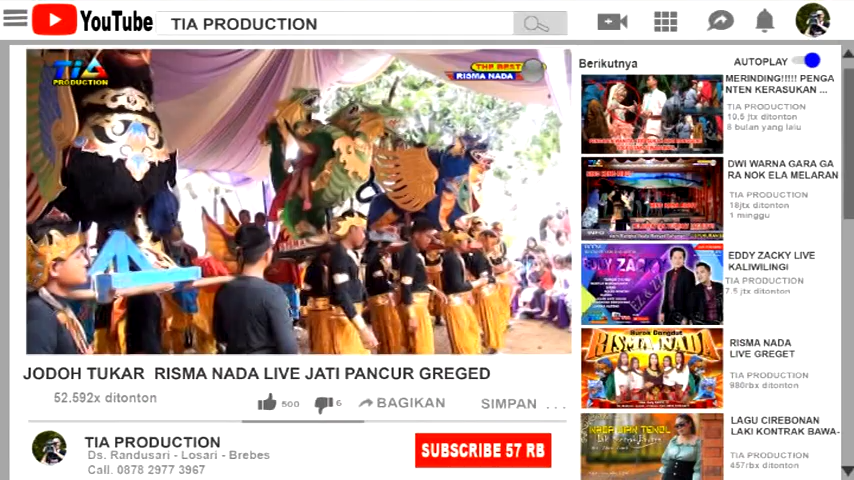 YouTube
TIA PRODUCTION
TiA
PRODUCTION
THE BEST
RISMA NADA
JODOH TUKAR RISMA NADA LIVE JATI PANCUR GREGED
52.592x ditonton
500
6
BAGIKAN
SIMPAN ...
TIA PRODUCTION
Ds. Randusari - Losari - Brebes
Call. 0878 2977 3967
SUBSCRIBE 57 RB
Berikutnya
AUTOPLAY
MERINDING!!!!! PENGA
NTEN KERASUKAN ...
TIA PRODUCTION
19.5 jtx ditonton
8 bulan yang lalu
DWI WARNA GARA GA
RA NOK ELA MELARAN
TIA PRODUCTION
18jtx ditonton
1 minggu
EDDY ZACKY LIVE
KALIWILINGI
TIA PRODUCTION
7.5 jtx ditonton
Burok Dangdut
RISMA NADA
RISMA NADA
LIVE GREGET
TIA PRODUCTION
980rbx ditonton
LAGU CIREBONAN
LAKI KONTRAK BAWA-
TIA PRODUCTION
457rbx ditonton